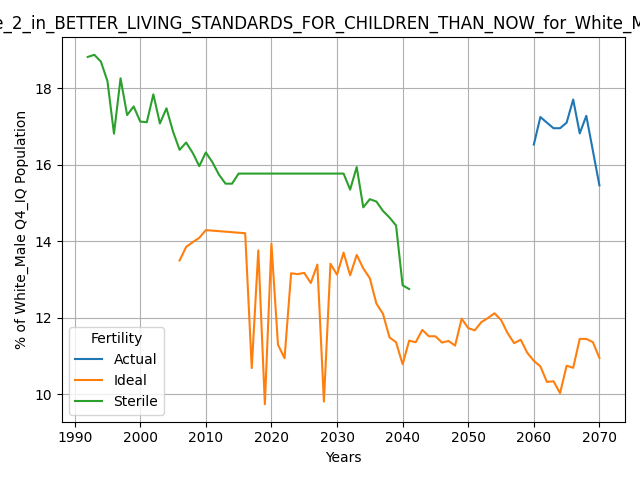 e_2_in_BETTER_LIVING_STANDARDS_FOR_CHILDREN_THAN_NOW_for_White_M
% of White_Male Q4_IQ Population
18
16
14
12
10
Fertility
Actual
Ideal
Sterile
1990 2000 2010 2020 2030 2040 2050 2060 2070
Years